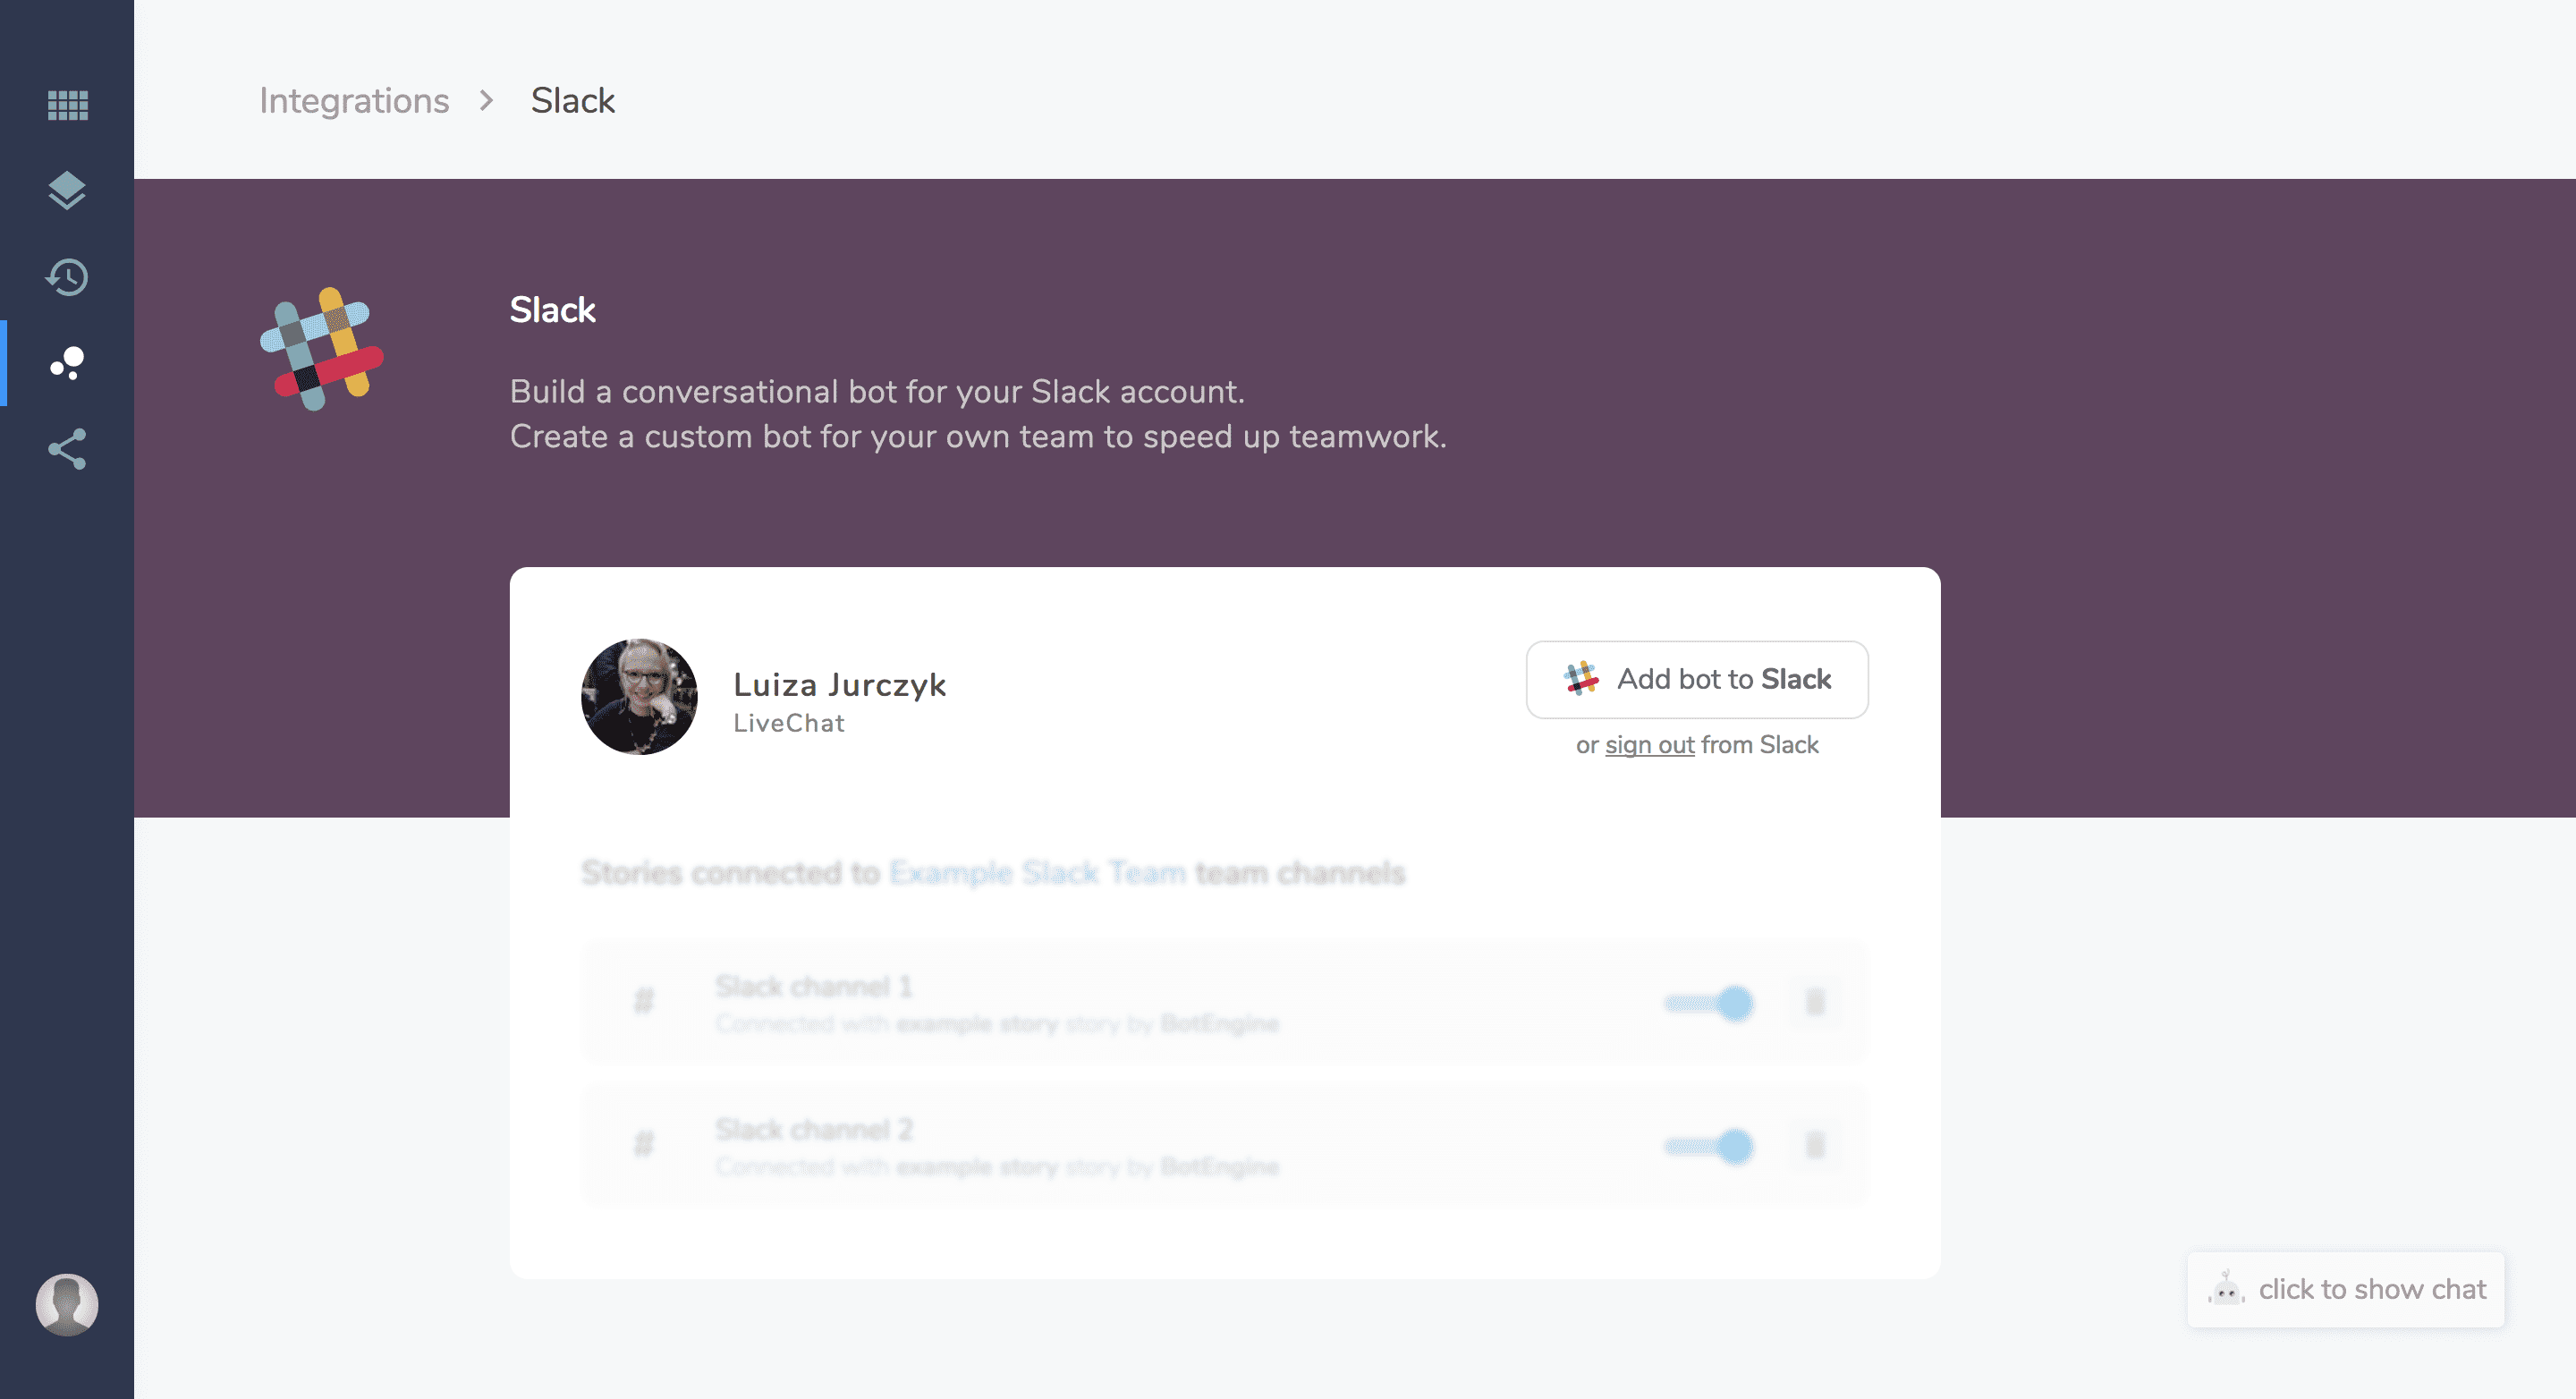 Integrations > Slack
Slack
Build a conversational bot for your Slack account.
Create a custom bot for your own team to speed up teamwork.
Luiza Jurczyk
LiveChat
Add bot to Slack
or sign out from Slack
Stories connected to Example Slack Team team channels
# Slack channel 1
Connected with example story story by BotEngine
# Slack channel 2
Connected with example story story by BotEngine
click to show chat